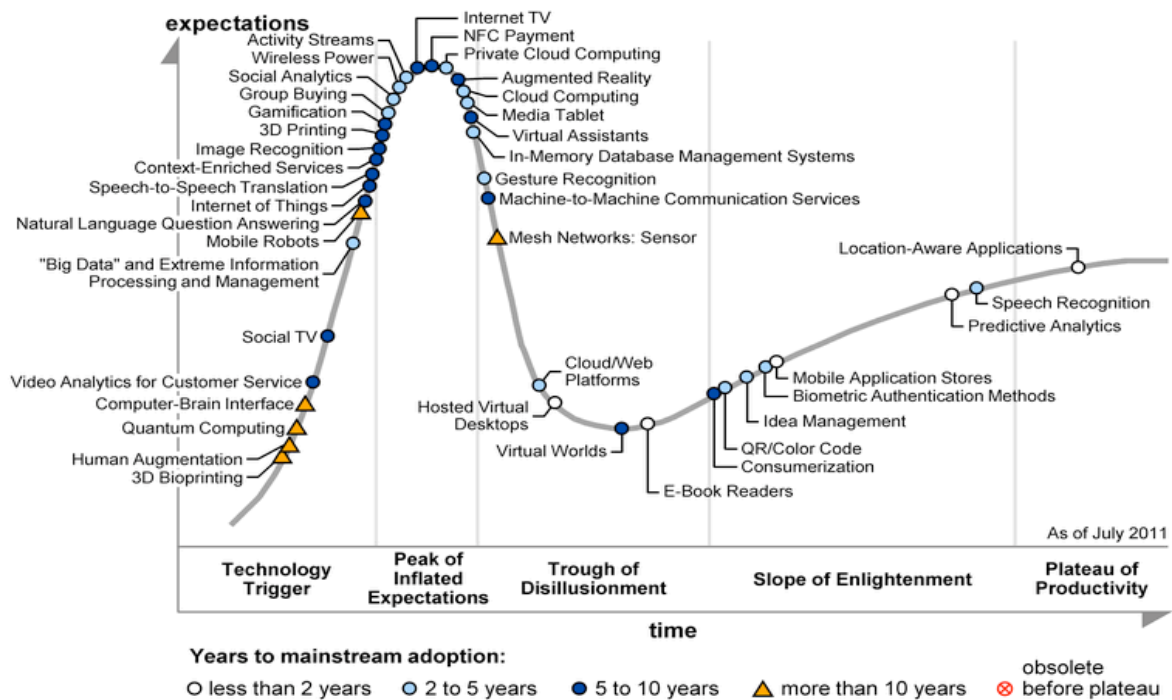 expectations
Activity Streams
Wireless Power
Social Analytics
Group Buying
Gamification
3D Printing
Image Recognition
Context-Enriched Services
Speech-to-Speech Translation
Internet of Things
Natural Language Question Answering
Mobile Robots
"Big Data" and Extreme Information
Processing and Management
Social TV
Video Analytics for Customer Service
Computer-Brain Interface
Quantum Computing
Human Augmentation
3D Bioprinting
Internet TV
NFC Payment
Private Cloud Computing
Augmented Reality
Cloud Computing
Media Tablet
Virtual Assistants
In-Memory Database Management Systems
Gesture Recognition
Machine-to-Machine Communication Services
Mesh Networks: Sensor
Cloud/Web
Platforms
Hosted Virtual
Desktops
Virtual Worlds
E-Book Readers
Consumerization
QR/Color Code
Idea Management
Biometric Authentication Methods
Mobile Application Stores
Predictive Analytics
Speech Recognition
Location-Aware Applications
As of July 2011
Technology
Trigger
Peak of
Inflated
Expectations
Trough of
Disillusionment
Slope of Enlightenment
Plateau of
Productivity
time
Years to mainstream adoption:
less than 2 years
2 to 5 years
5 to 10 years
more than 10 years
obsolete
before plateau